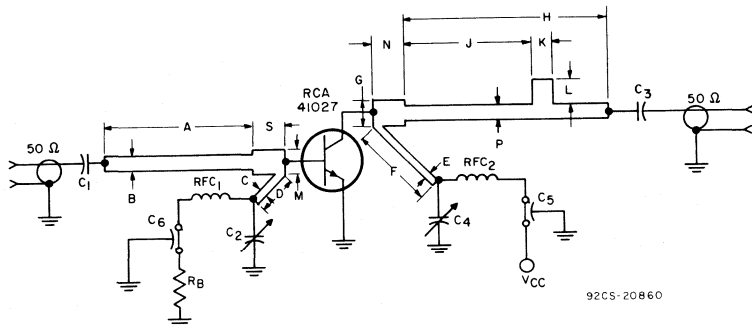 H
N
J
K
G
L
RCA
41027
C3
50 Ω
A
S
50 Ω
P
E
F
C1
B
RFC1
C
D
M
RFC2
C6
C2
C4
C5
RB
VCC
92CS-20860